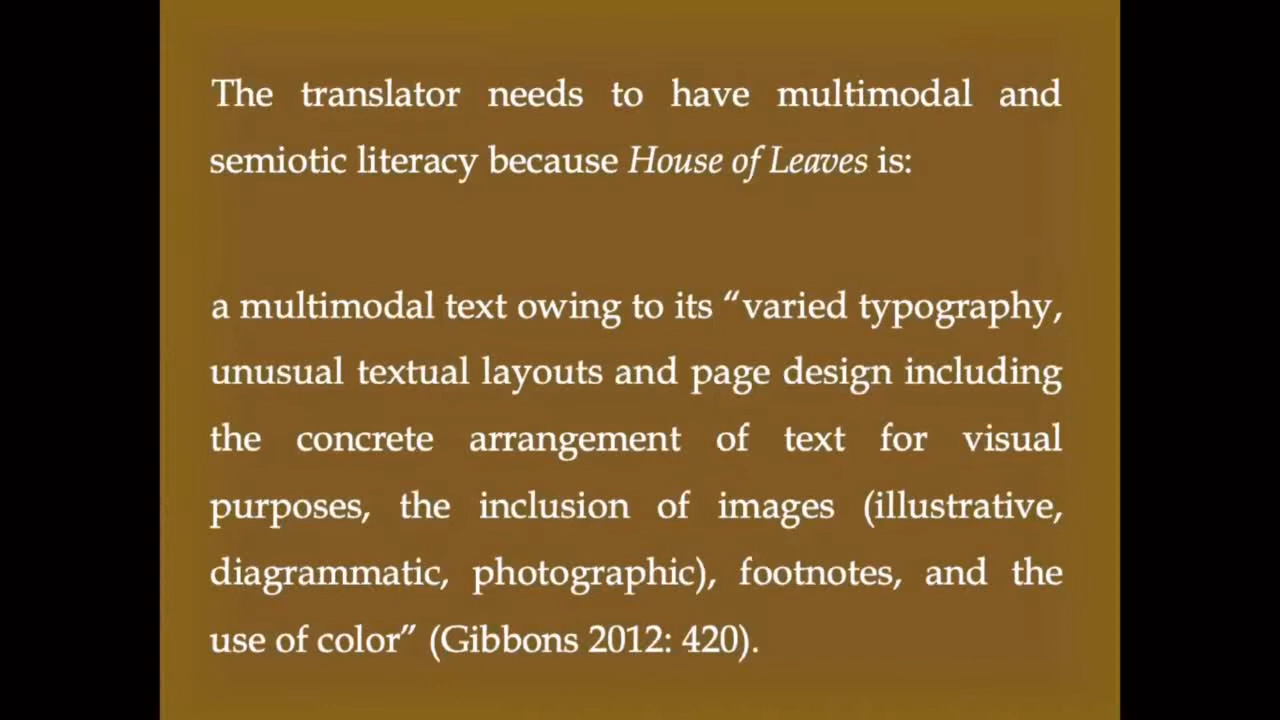 The translator needs to have multimodal and
semiotic literacy because House of Leaves is:
a multimodal text owing to its “varied typography,
unusual textual layouts and page design including
the concrete arrangement of text for visual
purposes, the inclusion of images (illustrative,
diagrammatic, photographic), footnotes, and the
use of color” (Gibbons 2012: 420).